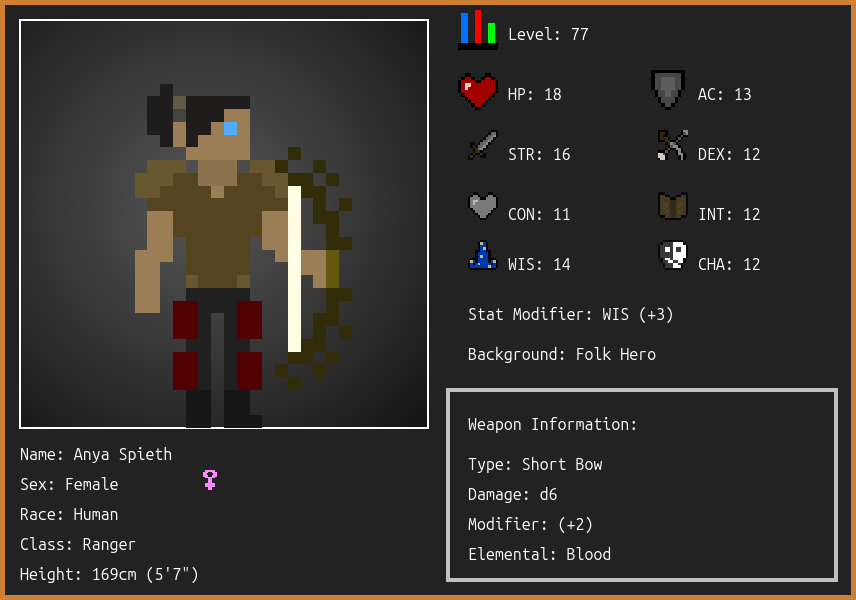 Level: 77
HP: 18
AC: 13
STR: 16
DEX: 12
CON: 11
INT: 12
WIS: 14
CHA: 12
Stat Modifier: WIS (+3)
Background: Folk Hero
Weapon Information:
Type: Short Bow
Damage: d6
Modifier: (+2)
Elemental: Blood
Name: Anya Spieth
Sex: Female
Race: Human
Class: Ranger
Height: 169cm (5'7")